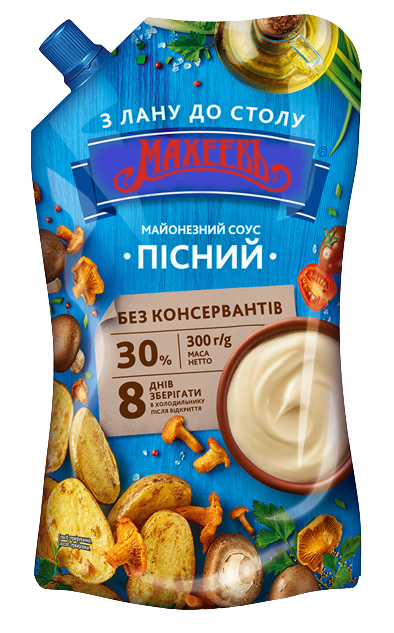 З ЛАНУ ДО СТОЛУ
МАХЕЕВЪ
®
МАЙОНЕЗНИЙ СОУС
• ПІСНИЙ •
БЕЗ КОНСЕРВАНТІВ
30%
300 г/g
МАСА
НЕТТО
8 ДНІВ
ЗБЕРІГАТИ
В ХОЛОДИЛЬНИКУ
ПІСЛЯ ВІДКРИТТЯ